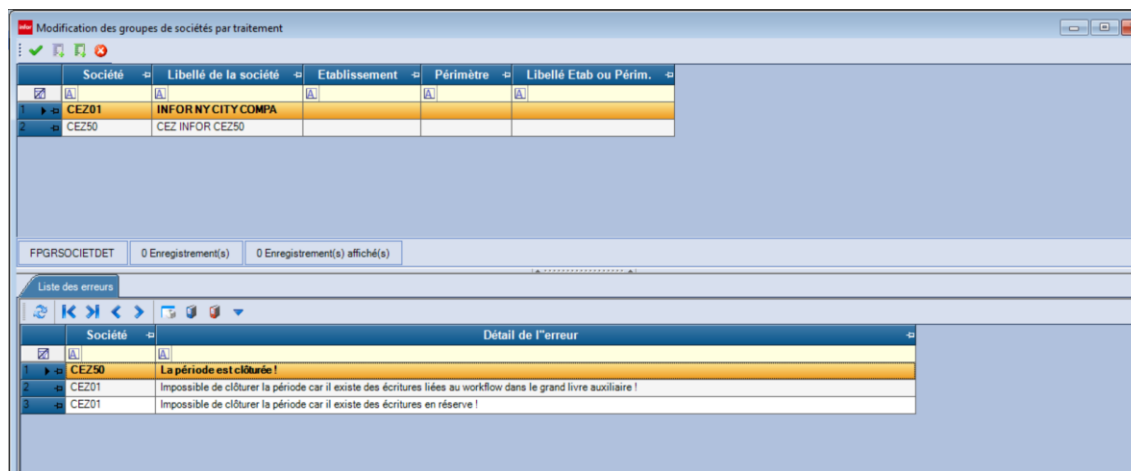 infor Modification des groupes de sociétés par traitement
Société Libellé de la société Etablissement Périmètre Libellé Etab ou Périm.
A A A A A
1 CEZ01 INFOR NY CITY COMPA
2 CEZ50 CEZ INFOR CEZ50
FPGRSOCIETDET 0 Enregistrement(s) 0 Enregistrement(s) affiché(s)
Liste des erreurs
Société Détail de l''erreur
A A
1 CEZ50 La période est clôturée !
2 CEZ01 Impossible de clôturer la période car il existe des écritures liées au workflow dans le grand livre auxiliaire !
3 CEZ01 Impossible de clôturer la période car il existe des écritures en réserve !